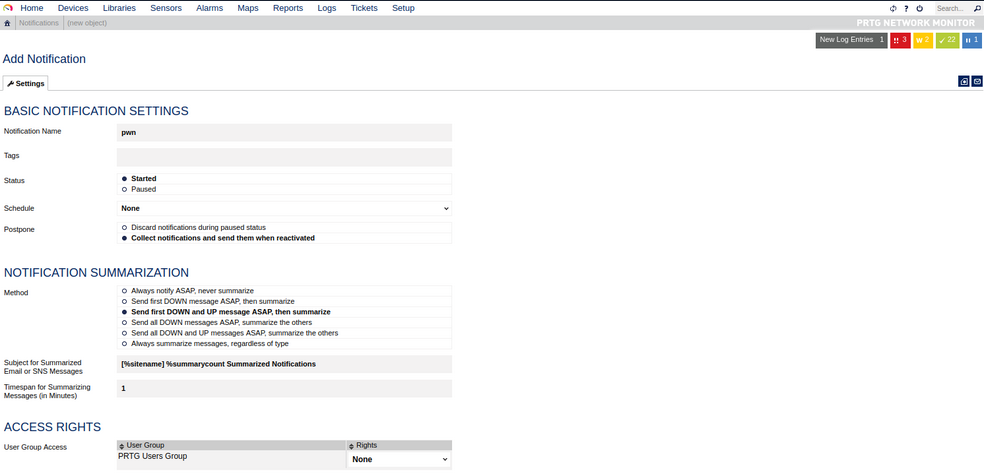 Home Devices Libraries Sensors Alarms Maps Reports Logs Tickets Setup ? Search...
Notifications (new object) PRTG NETWORK MONITOR
New Log Entries 1 !! 3 W 2 ✓ 22 II 1
Add Notification
Settings
BASIC NOTIFICATION SETTINGS
Notification Name pwn
Tags
Status Started
Paused
Schedule None
Postpone Discard notifications during paused status
Collect notifications and send them when reactivated
NOTIFICATION SUMMARIZATION
Method Always notify ASAP, never summarize
Send first DOWN message ASAP, then summarize
Send first DOWN and UP message ASAP, then summarize
Send all DOWN messages ASAP, summarize the others
Send all DOWN and UP messages ASAP, summarize the others
Always summarize messages, regardless of type
Subject for Summarized
Email or SNS Messages [%sitename] %summarycount Summarized Notifications
Timespan for Summarizing
Messages (in Minutes) 1
ACCESS RIGHTS
User Group Access User Group Rights
PRTG Users Group None